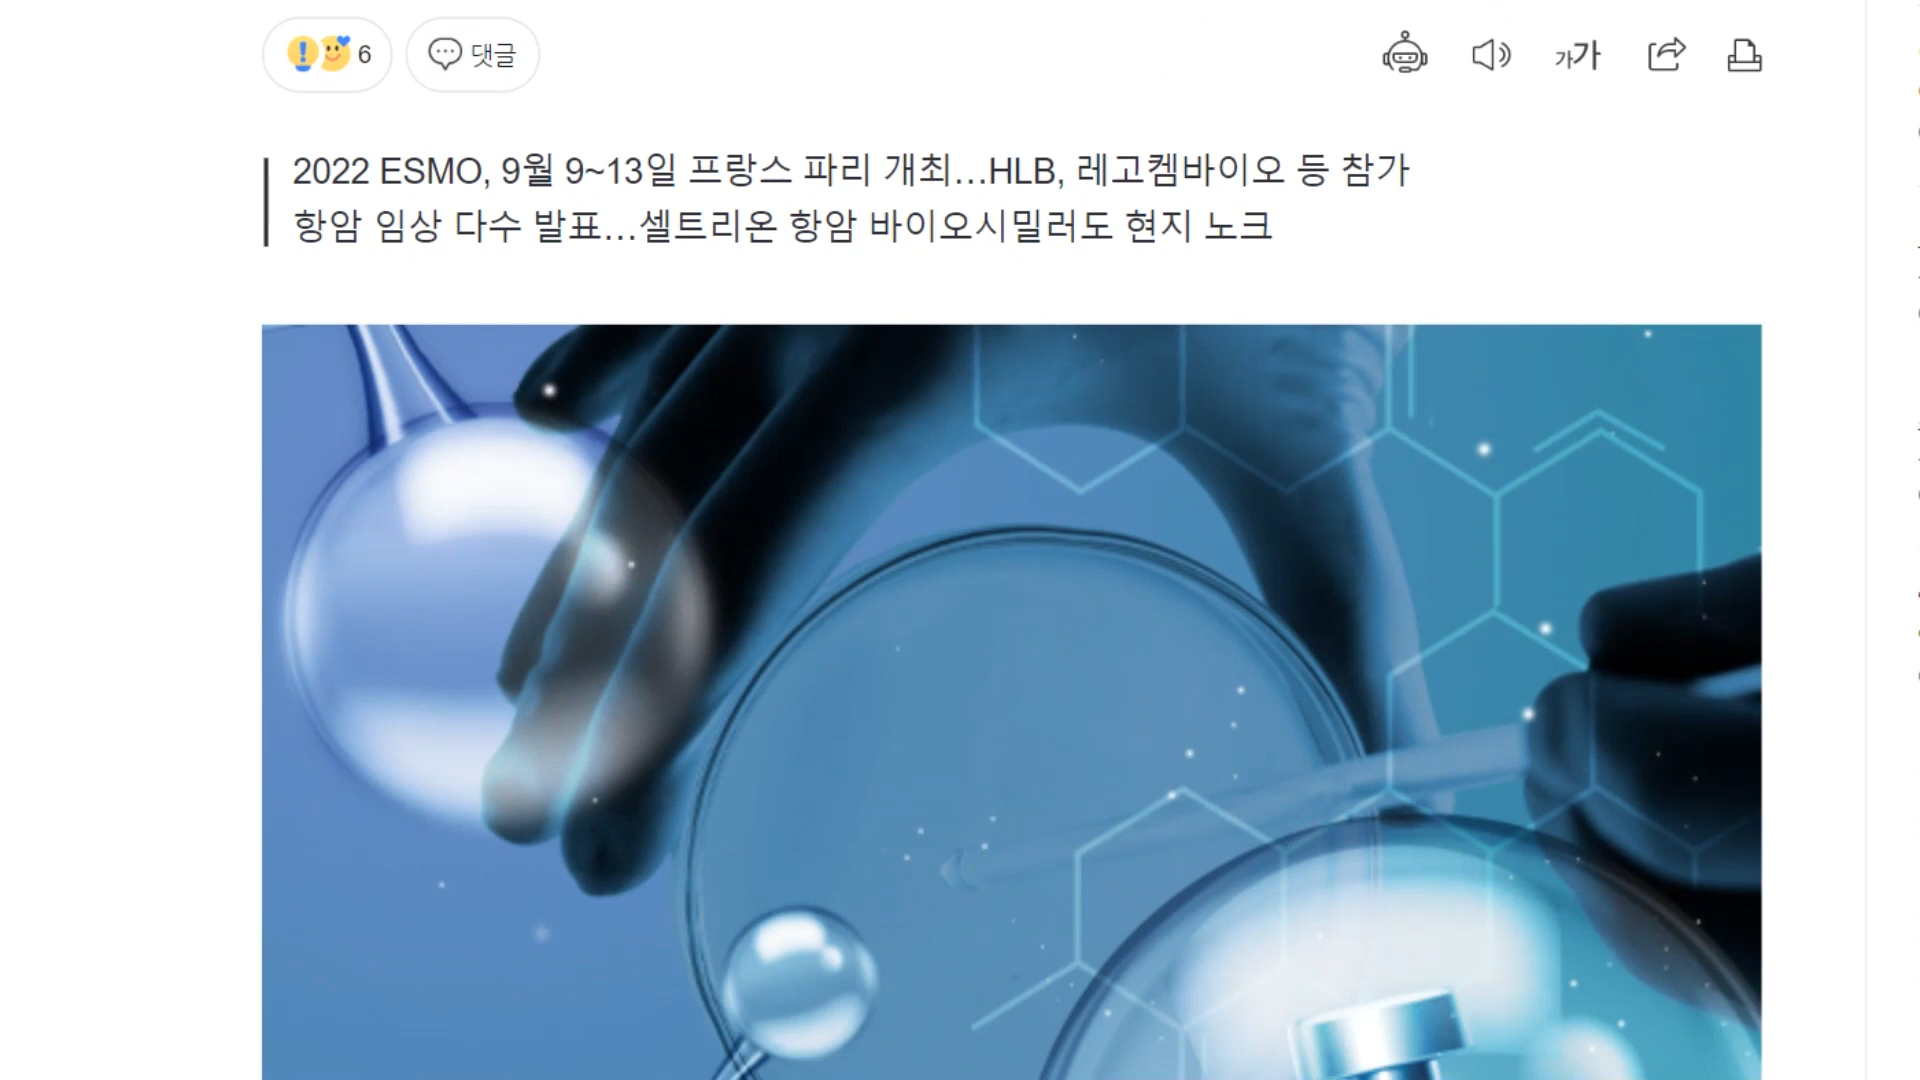 6
댓글
가가
2022 ESMO, 9월 9~13일 프랑스 파리 개최…HLB, 레고켐바이오 등 참가
항암 임상 다수 발표…셀트리온 항암 바이오시밀러도 현지 노크